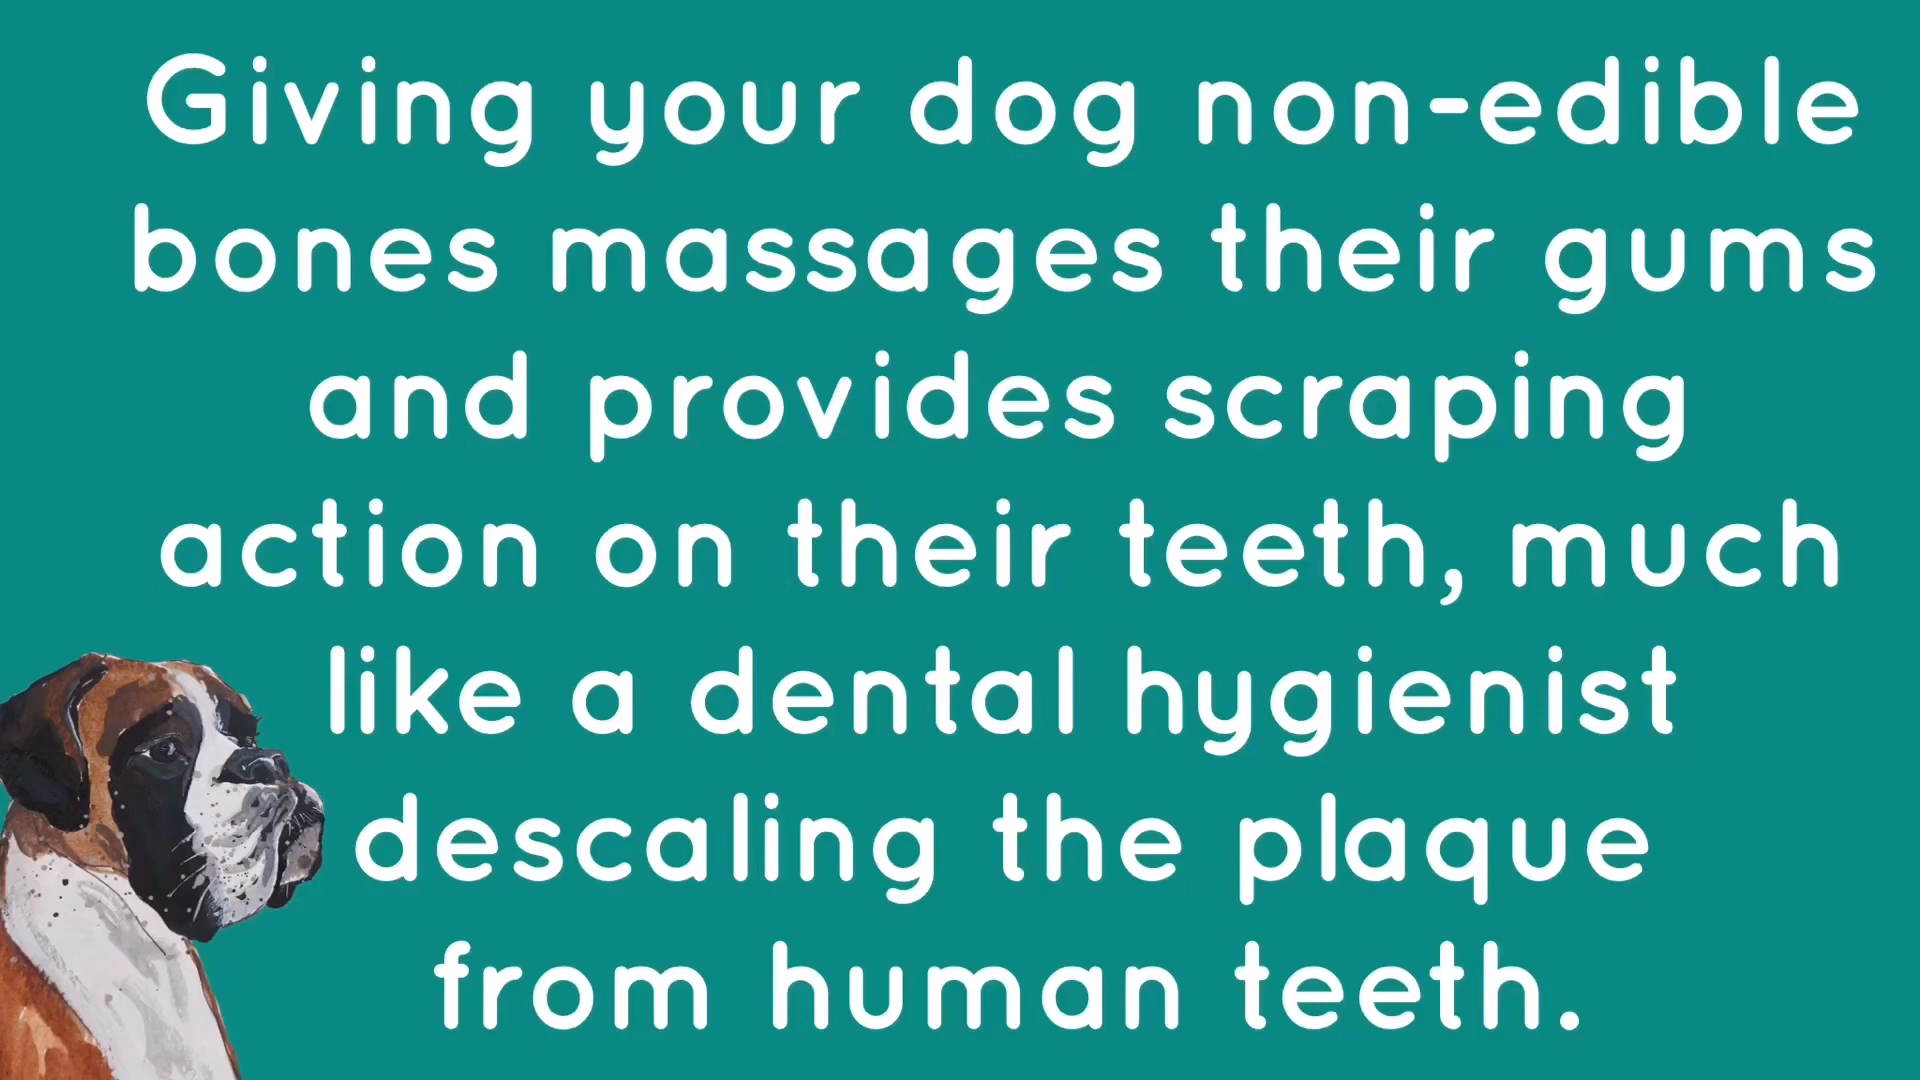 Giving your dog non-edible
bones massages their gums
and provides scraping
action on their teeth, much
like a dental hygienist
descaling the plaque
from human teeth.